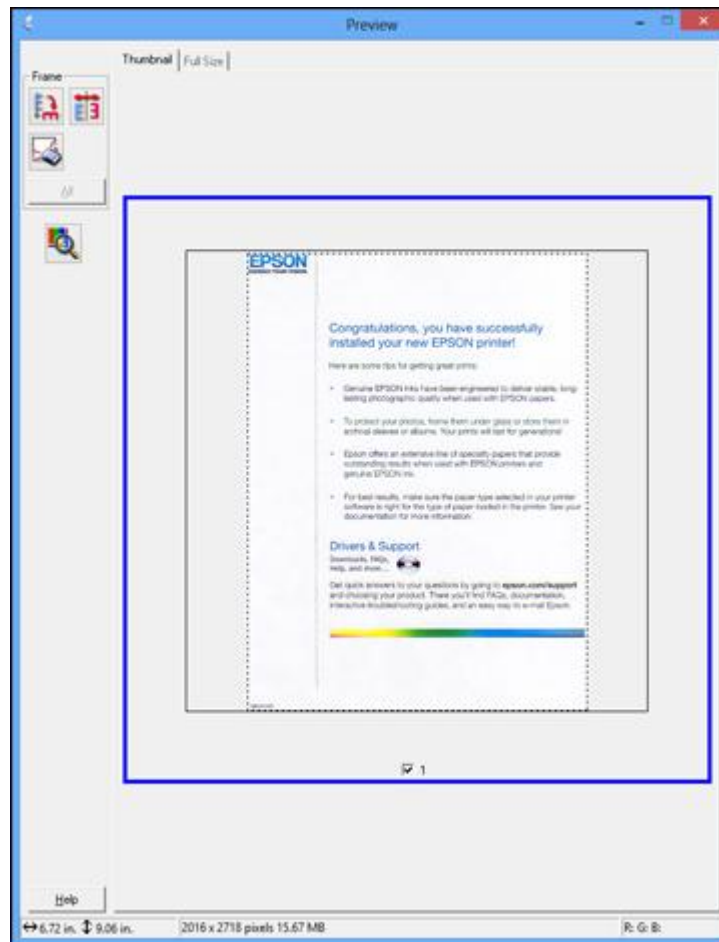 Preview
Thumbnail Full Size
Frame
All
EPSON
EXCEED YOUR VISION
Congratulations, you have successfully
installed your new EPSON printer!
Here are some tips for getting great prints:
• Genuine EPSON inks have been engineered to deliver stable, long-
lasting photographic quality when used with EPSON papers.
• To protect your photos, frame them under glass or store them in
archival sleeves or albums. Your prints will last for generations!
• Epson offers an extensive line of specialty papers that provide
outstanding results when used with EPSON printers and
genuine EPSON ink.
• For best results, make sure the paper type selected in your printer
software is right for the type of paper loaded in the printer. See your
documentation for more information.
Drivers & Support
Downloads, FAQs,
help, and more...
Get quick answers to your questions by going to epson.com/support
and choosing your product. There you'll find FAQs, documentation,
interactive troubleshooting guides, and an easy way to e-mail Epson.
1
Help
6.72 in. 9.06 in. 2016 x 2718 pixels 15.67 MB R: G: B: